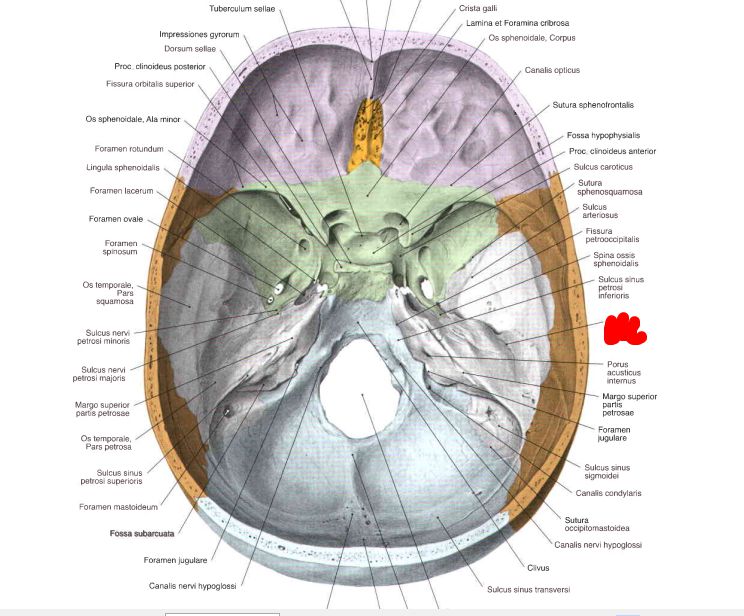 Tuberculum sellae
Impressiones gyrorum
Dorsum sellae
Proc. clinoideus posterior
Fissura orbitalis superior
Os sphenoidale, Ala minor
Foramen rotundum
Lingula sphenoidalis
Foramen lacerum
Foramen ovale
Foramen
spinosum
Os temporale,
Pars
squamosa
Sulcus nervi
petrosi minoris
Sulcus nervi
petrosi majoris
Margo superior
partis petrosae
Os temporale,
Pars petrosa
Sulcus sinus
petrosi superioris
Foramen mastoideum
Fossa subarcuata
Foramen jugulare
Canalis nervi hypoglossi
Crista galli
Lamina et Foramina cribrosa
Os sphenoidale, Corpus
Canalis opticus
Sutura sphenofrontalis
Fossa hypophysialis
Proc. clinoideus anterior
Sulcus caroticus
Sutura
sphenosquamosa
Sulcus
arteriosus
Fissura
petrooccipitalis
Spina ossis
sphenoidalis
Sulcus sinus
petrosi
inferioris
Porus
acusticus
internus
Margo superior
partis
petrosae
Foramen
jugulare
Sulcus sinus
sigmoidei
Canalis condylaris
Sutura
occipitomastoidea
Canalis nervi hypoglossi
Clivus
Sulcus sinus transversi